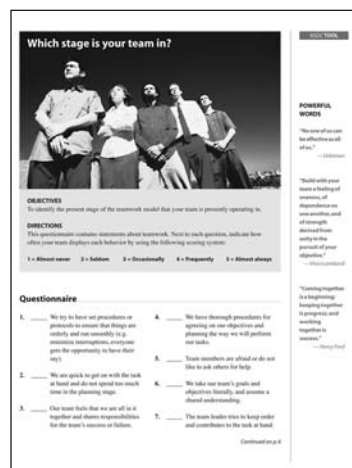 Which stage is your team in?
OBJECTIVES
To identify the present stage of the teamwork model that your team is presently operating in.
DIRECTIONS
This questionnaire contains statements about teamwork. Next to each question, indicate how
often your team displays each behavior by using the following scoring system:
1 = Almost never 2 = Seldom 3 = Occasionally 4 = Frequently 5 = Almost always
Questionnaire
1. _____ We try to have set procedures or
protocols to ensure that things are
orderly and run smoothly (e.g.
minimize interruptions, everyone
gets the opportunity to have their
say).
2. _____ We are quick to get on with the task
at hand and do not spend too much
time in the planning stage.
3. _____ Our team feels that we are all in it
together and shares responsibilities
for the team's success or failure.
4. _____ We have thorough procedures for
agreeing on our objectives and
planning the way we will perform
our tasks.
5. _____ Team members are afraid or do not
like to ask others for help.
6. _____ We take our team's goals and
objectives literally, and assume a
shared understanding.
7. _____ The team leader tries to keep order
and contributes to the task at hand.
Continued on p.6
TOOL
POWERFUL
WORDS
"No one of us can
be effective as all
of us."
— Unknown
"Build with your
team a feeling of
oneness, of
dependence on
one another, and
of strength
derived from
unity in the
pursuit of your
objective."
— Vince Lombardi
"Coming together
is a beginning;
keeping together
is progress; and
working
together is
success."
— Henry Ford